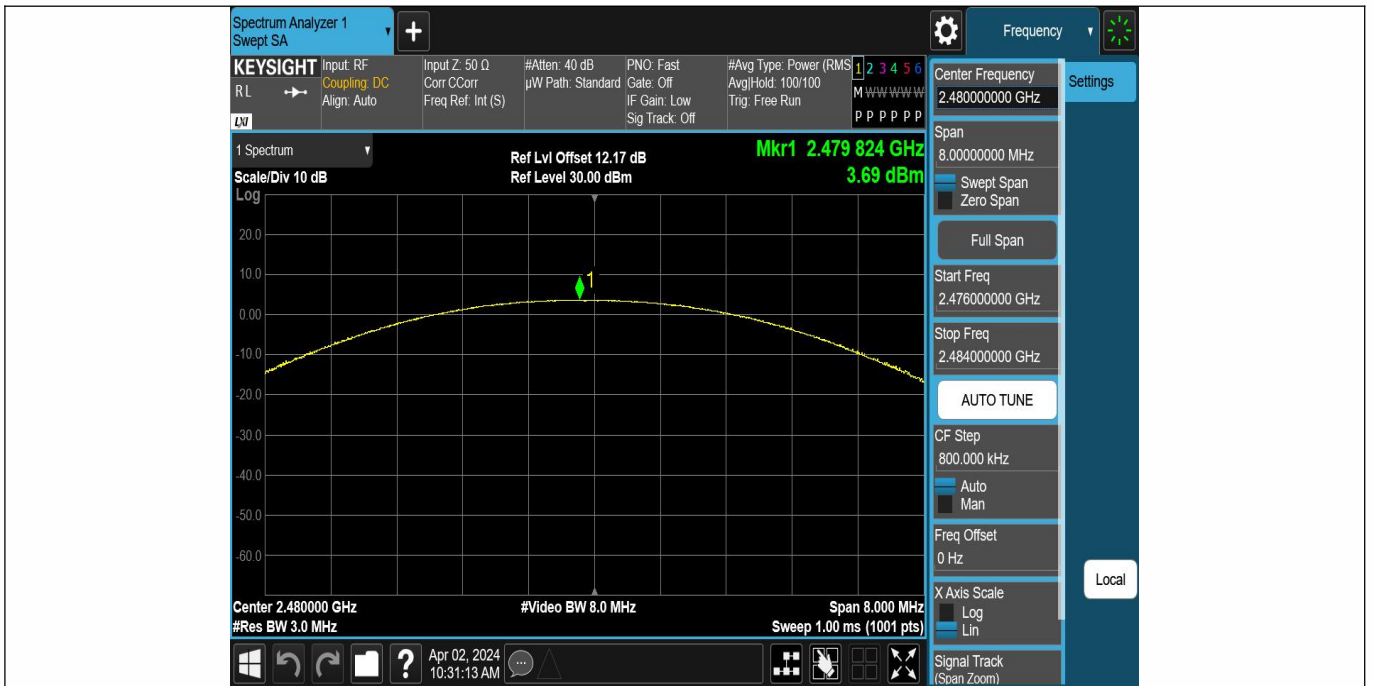 Spectrum Analyzer 1
Swept SA
Frequency
KEYSIGHT
RL
LXI
Input: RF
Coupling: DC
Align: Auto
Input Z: 50 Ω
Corr CCorr
Freq Ref: Int (S)
#Atten: 40 dB
µW Path: Standard
PNO: Fast
Gate: Off
IF Gain: Low
Sig Track: Off
#Avg Type: Power (RMS
Avg|Hold: 100/100
Trig: Free Run
1 2 3 4 5 6
M W W W W W
P P P P P P
1 Spectrum
Scale/Div 10 dB
Ref Lvl Offset 12.17 dB
Ref Level 30.00 dBm
Mkr1 2.479 824 GHz
3.69 dBm
Log
20.0
10.0
0.00
-10.0
-20.0
-30.0
-40.0
-50.0
-60.0
1
Center 2.480000 GHz
#Res BW 3.0 MHz
#Video BW 8.0 MHz
Span 8.000 MHz
Sweep 1.00 ms (1001 pts)
Apr 02, 2024
10:31:13 AM
Center Frequency
2.480000000 GHz
Settings
Span
8.00000000 MHz
Swept Span
Zero Span
Full Span
Start Freq
2.476000000 GHz
Stop Freq
2.484000000 GHz
AUTO TUNE
CF Step
800.000 kHz
Auto
Man
Freq Offset
0 Hz
X Axis Scale
Log
Lin
Signal Track
(Span Zoom)
Local